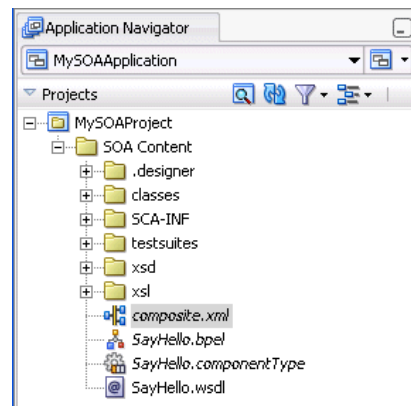 Application Navigator
MySOAApplication
Projects
MySOAProject
SOA Content
.designer
classes
SCA-INF
testsuites
xsd
xsl
composite.xml
SayHello.bpel
SayHello.componentType
SayHello.wsdl